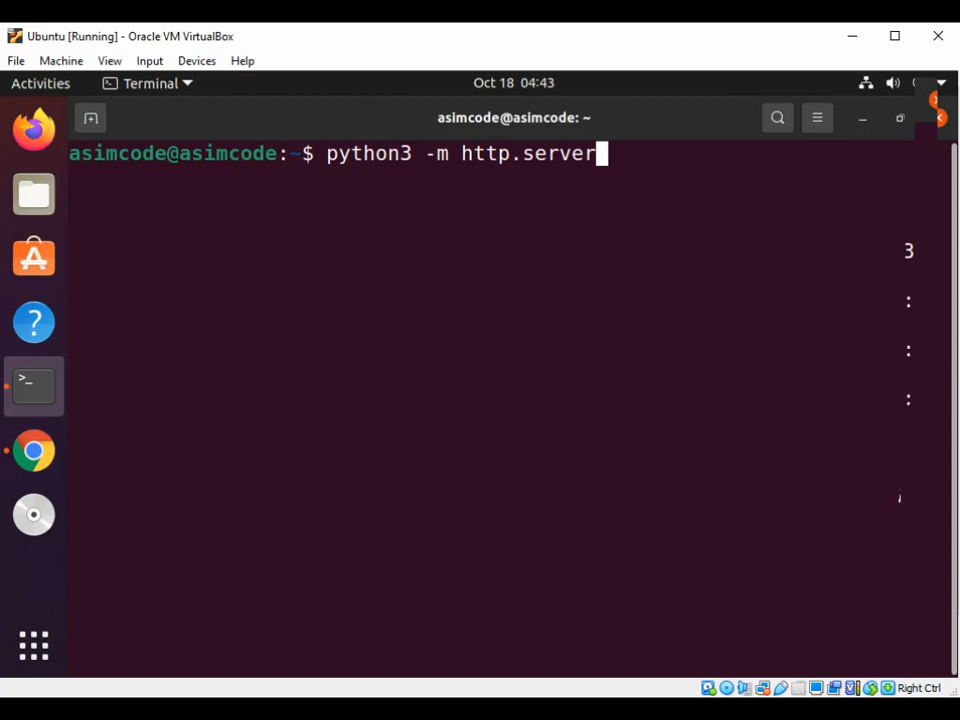 Ubuntu [Running] - Oracle VM VirtualBox
File Machine View Input Devices Help
Activities Terminal Oct 18 04:43
asimcode@asimcode: ~
asimcode@asimcode:~$ python3 -m http.server
3
:
:
:
Right Ctrl